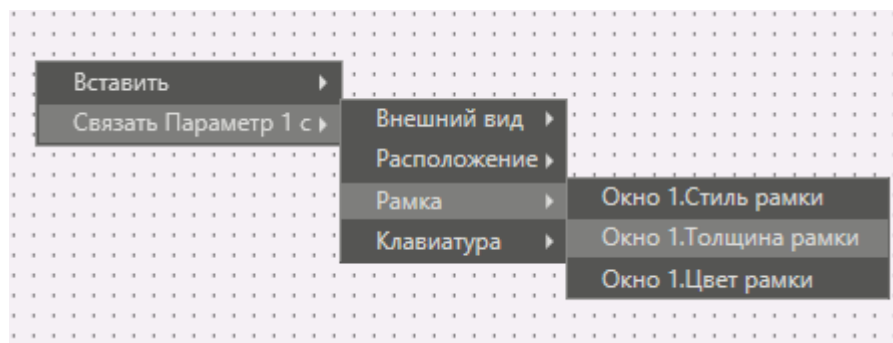 Вставить
Связать Параметр 1 с
Внешний вид
Расположение
Рамка
Клавиатура
Окно 1.Стиль рамки
Окно 1.Толщина рамки
Окно 1.Цвет рамки